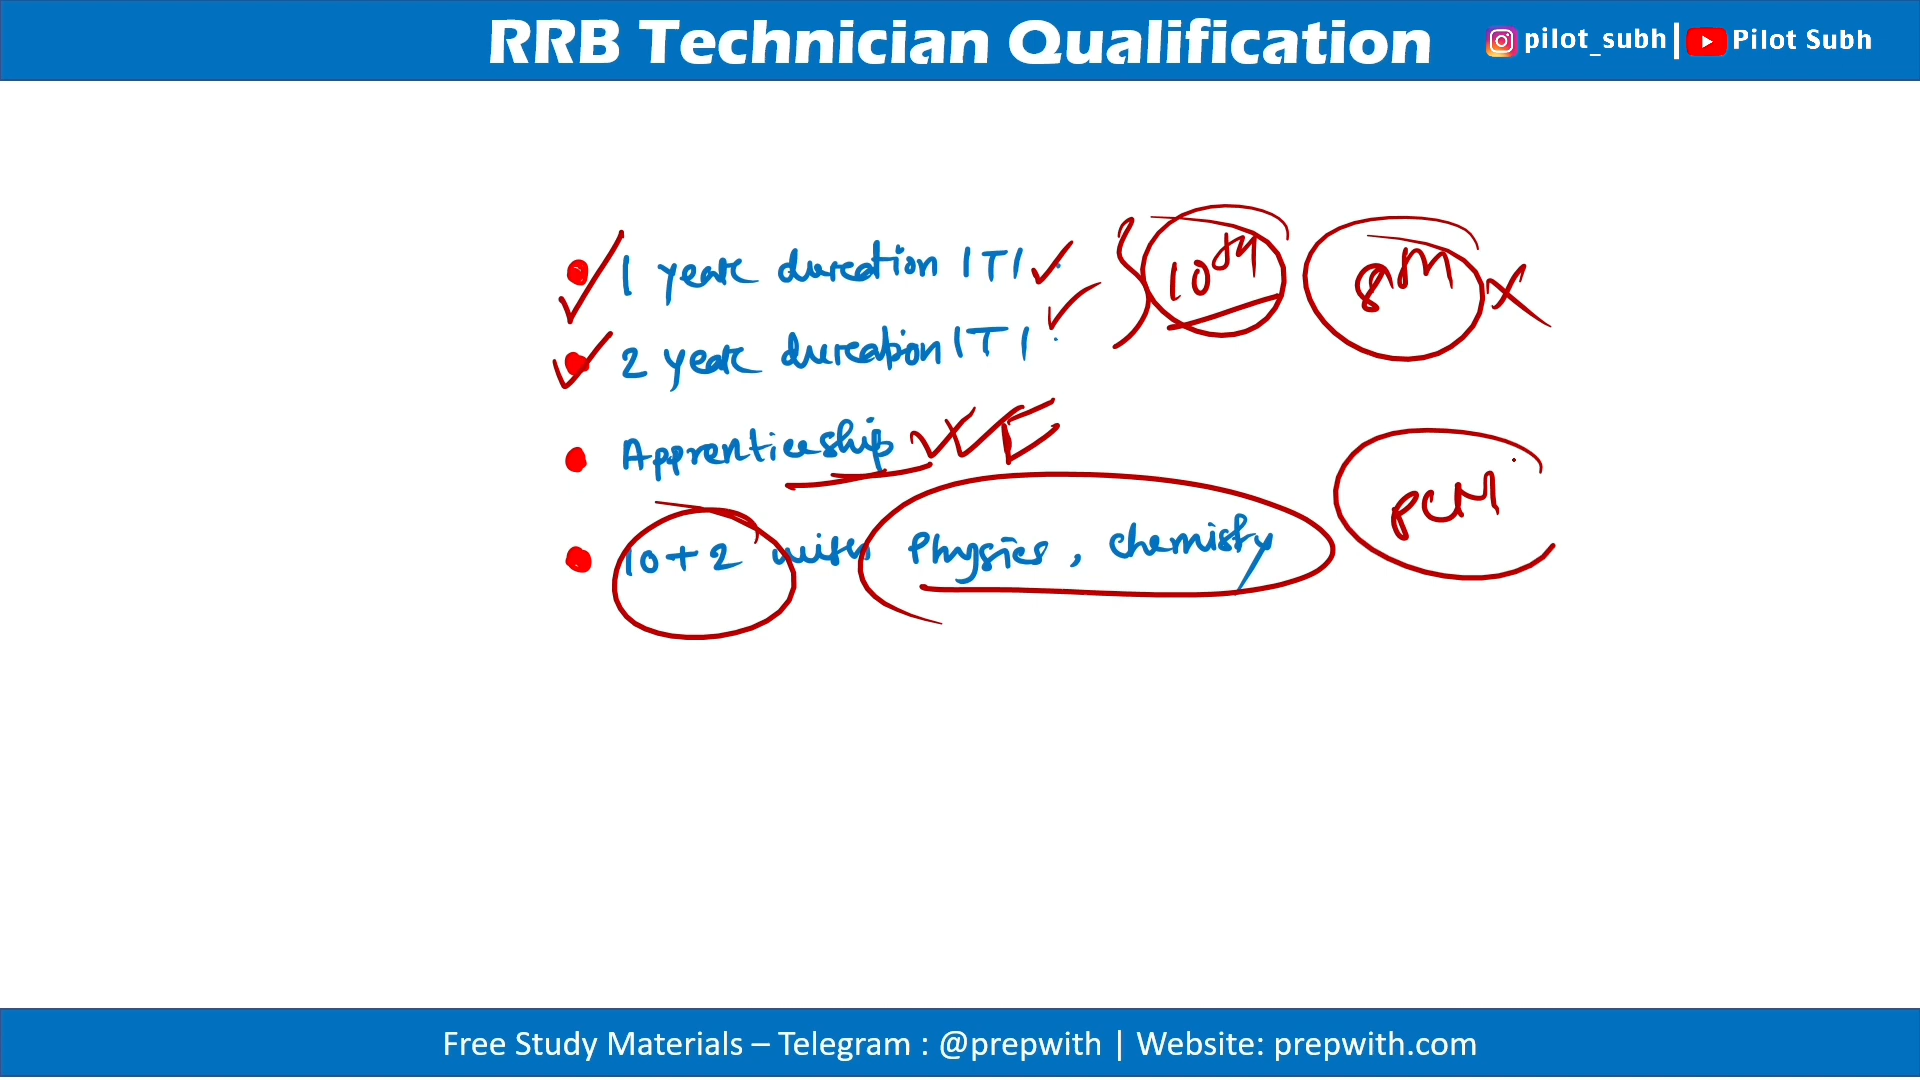 RRB Technician Qualification
pilot_subh | Pilot Subh
1 year duration ITI
2 year duration ITI
10th
8th
Apprenticeship
10+2 with Physics, chemistry
PCM
Free Study Materials – Telegram : @prepwith | Website: prepwith.com